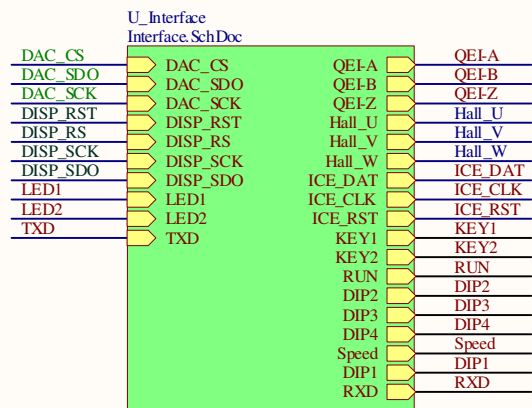 U_Interface
Interface.SchDoc
DAC_CS DAC_CS QEI-A QEI-A
DAC_SDO DAC_SDO QEI-B QEI-B
DAC_SCK DAC_SCK QEI-Z QEI-Z
DISP_RST DISP_RST Hall_U Hall_U
DISP_RS DISP_RS Hall_V Hall_V
DISP_SCK DISP_SCK Hall_W Hall_W
DISP_SDO DISP_SDO ICE_DAT ICE_DAT
LED1 LED1 ICE_CLK ICE_CLK
LED2 LED2 ICE_RST ICE_RST
TXD TXD KEY1 KEY1
KEY2 KEY2
RUN RUN
DIP2 DIP2
DIP3 DIP3
DIP4 DIP4
Speed Speed
DIP1 DIP1
RXD RXD